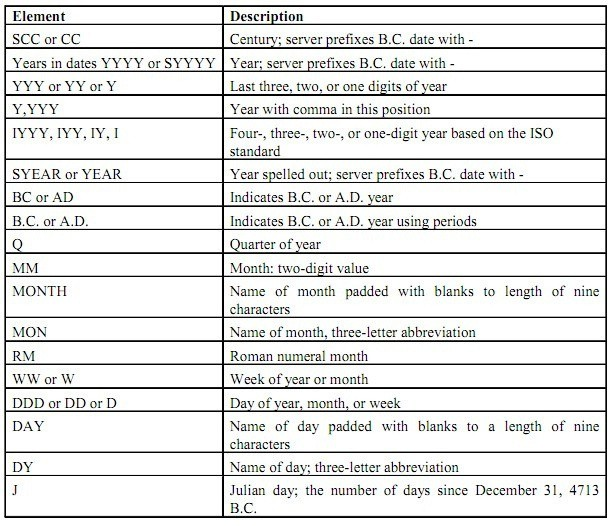 Element Description
SCC or CC Century; server prefixes B.C. date with -
Years in dates YYYY or SYYYY Year; server prefixes B.C. date with -
YYY or YY or Y Last three, two, or one digits of year
Y,YYY Year with comma in this position
IYYY, IYY, IY, I Four-, three-, two-, or one-digit year based on the ISO
standard
SYEAR or YEAR Year spelled out; server prefixes B.C. date with -
BC or AD Indicates B.C. or A.D. year
B.C. or A.D. Indicates B.C. or A.D. year using periods
Q Quarter of year
MM Month: two-digit value
MONTH Name of month padded with blanks to length of nine
characters
MON Name of month, three-letter abbreviation
RM Roman numeral month
WW or W Week of year or month
DDD or DD or D Day of year, month, or week
DAY Name of day padded with blanks to a length of nine
characters
DY Name of day; three-letter abbreviation
J Julian day; the number of days since December 31, 4713
B.C.